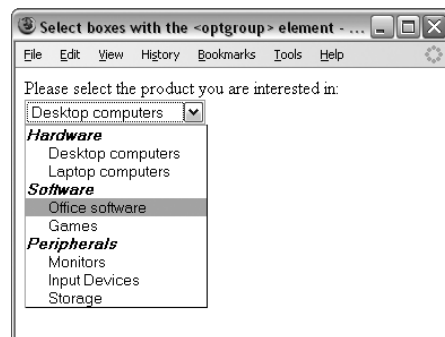 Select boxes with the <optgroup> element - ...
File Edit View History Bookmarks Tools Help
Please select the product you are interested in:
Desktop computers
Hardware
Desktop computers
Laptop computers
Software
Office software
Games
Peripherals
Monitors
Input Devices
Storage